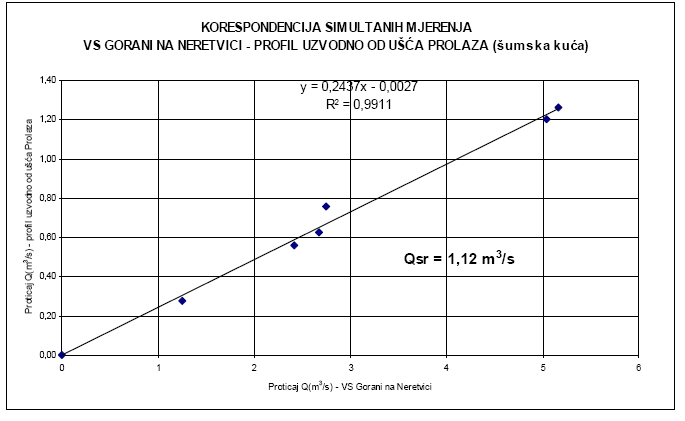 KORESPONDENCIJA SIMULTANIH MJERENJA
VS GORANI NA NERETVICI - PROFIL UZVODNO OD UŠĆA PROLAZA (šumska kuća)
y = 0,2437x - 0,0027
R² = 0,9911
1,40
1,20
1,00
0,80
0,60
0,40
0,20
0,00
Proticaj Q(m³/s) - profil uzvodno od ušća Prolaza
Qsr = 1,12 m³/s
0 1 2 3 4 5 6
Proticaj Q(m³/s) - VS Gorani na Neretvici